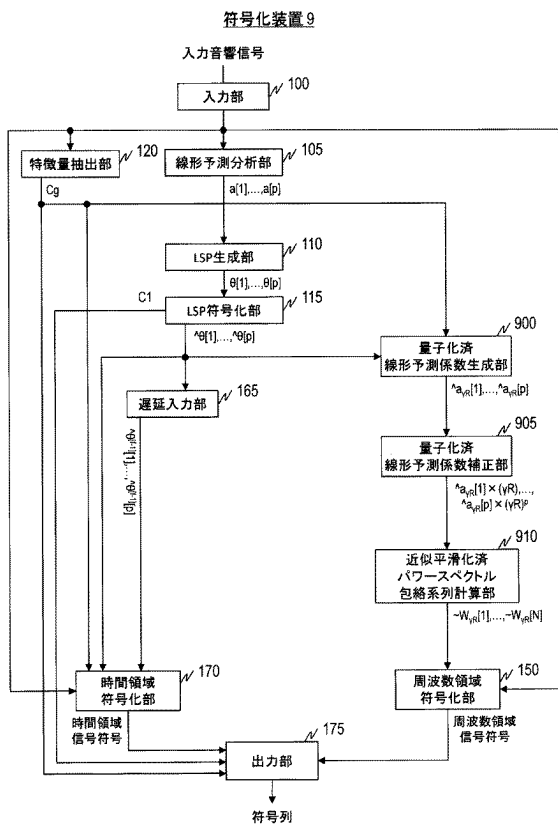 符号化装置9
入力音響信号
入力部
100
特徴量抽出部
120
線形予測分析部
105
Cg
a[1],...,a[p]
LSP生成部
110
θ[1],...,θ[p]
C1
LSP符号化部
115
^θ[1],...,^θ[p]
量子化済
線形予測係数生成部
900
^aγR[1],...,^aγR[p]
遅延入力部
165
量子化済
線形予測係数補正部
905
^aγR[1]×(γR),...,
^aγR[p]×(γR)p
近似平滑化済
パワースペクトル
包絡系列計算部
910
~WγR[1],...,~WγR[N]
時間領域
符号化部
170
周波数領域
符号化部
150
時間領域
信号符号
周波数領域
信号符号
出力部
175
符号列